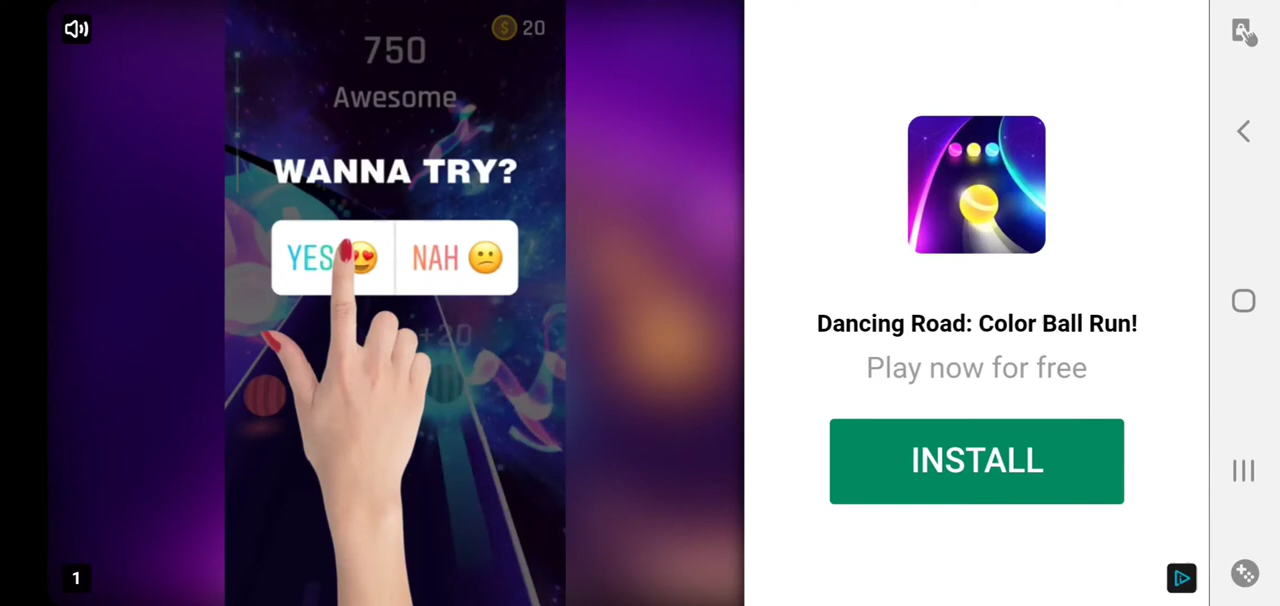 750
20
Awesome
WANNA TRY?
YES NAH
+20
1
Dancing Road: Color Ball Run!
Play now for free
INSTALL